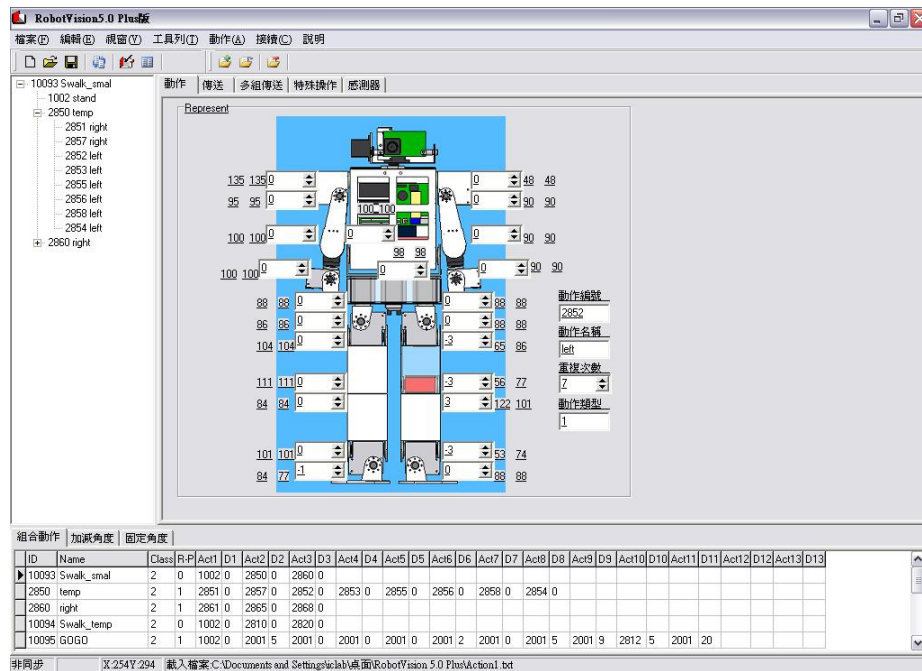 RobotVision5.0 Plus版
檔案(F) 編輯(E) 視窗(V) 工具列(T) 動作(A) 接續(C) 說明
10093 Swalk_smal
1002 stand
2850 temp
2851 right
2857 right
2852 left
2853 left
2855 left
2856 left
2858 left
2854 left
2860 right
動作 傳送 多組傳送 特殊操作 感測器
Represent
135 135 0 0 48 48
95 95 0 0 90 90
100_100
100 100 0 0 0 90 90
98 98
100 100 0 0 0 90 90
88 88 0 0 88 88
86 86 0 0 88 88
104 104 0 -3 65 86
111 111 0 -3 56 77
84 84 0 3 122 101
101 101 0 -3 53 74
84 77 -1 0 88 88
動作編號
2852
動作名稱
left
重複次數
7
動作類型
1
組合動作 加減角度 固定角度
ID Name Class R-P Act1 D1 Act2 D2 Act3 D3 Act4 D4 Act5 D5 Act6 D6 Act7 D7 Act8 D8 Act9 D9 Act10 D10 Act11 D11 Act12 D12 Act13 D13
10093 Swalk_smal 2 0 1002 0 2850 0 2860 0
2850 temp 2 1 2851 0 2857 0 2852 0 2853 0 2855 0 2856 0 2858 0 2854 0
2860 right 2 1 2861 0 2865 0 2868 0
10094 Swalk_temp 2 0 1002 0 2810 0 2820 0
10095 GOGO 2 1 1002 0 2001 5 2001 0 2001 0 2001 0 2001 2 2001 0 2001 5 2001 9 2812 5 2001 20
非同步 X:254Y:294 載入檔案:C:\Documents and Settings\iclab\桌面\RobotVision 5.0 Plus\Action1.txt